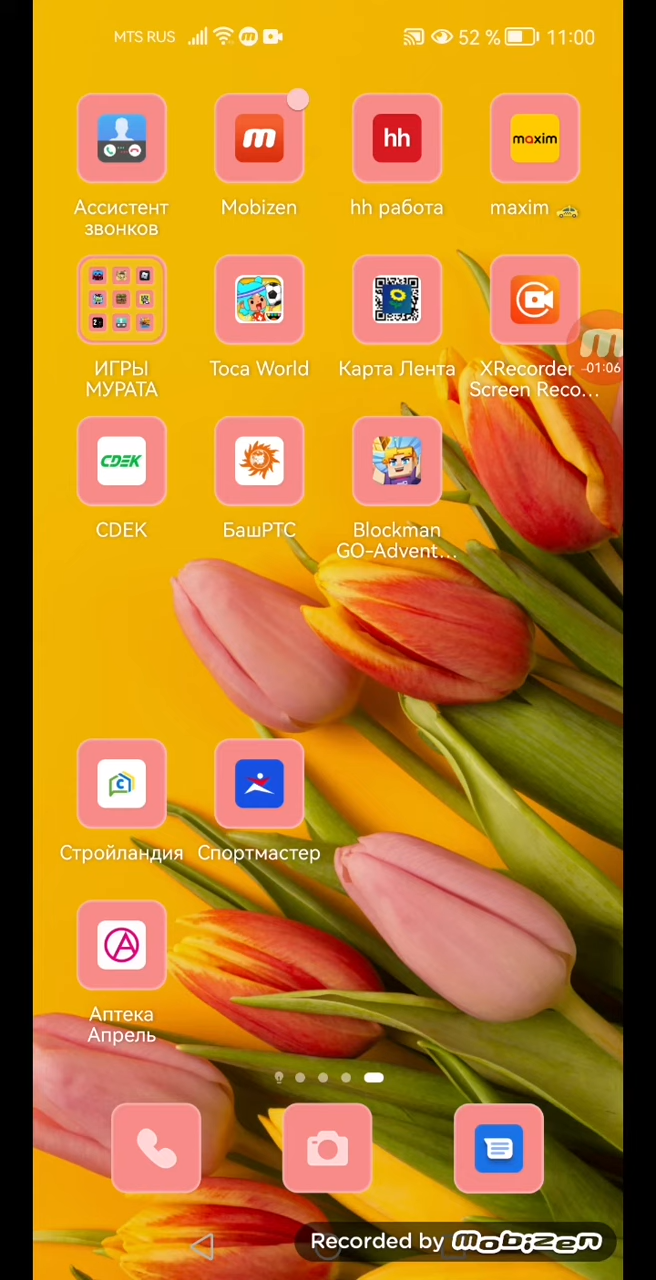 MTS RUS
52 % 11:00
m
hh
maxim
Ассистент
звонков
Mobizen
hh работа
maxim 🚕
ИГРЫ
МУРАТА
Toca World
Карта Лента
XRecorder
Screen Reco...
m
-01:06
CDEK
CDEK
БашРТС
Blockman
GO-Advent...
Стройландия
Спортмастер
Аптека
Апрель
Recorded by mobizen